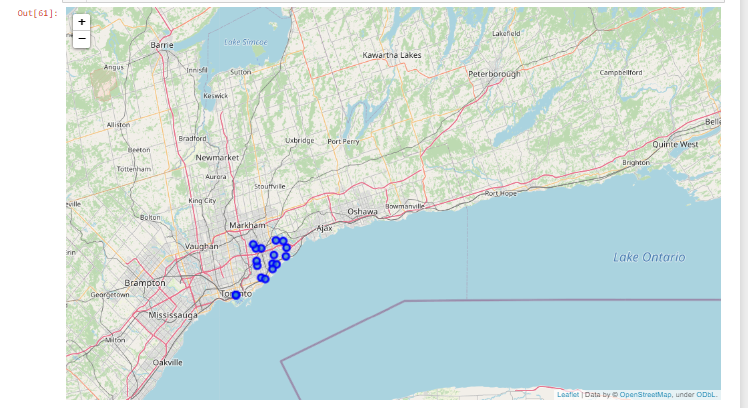 Out[61]:
+
−
Barrie
Lake Simcoe
Lakefield
Kawartha Lakes
Angus
Innisfil
Sutton
Peterborough
Campbellford
Keswick
Alliston
Bradford
Uxbridge
Port Perry
Belle
Beeton
Newmarket
Quinte West
Tottenham
Brighton
Aurora
Stouffville
King City
Port Hope
eville
Bowmanville
Bolton
Oshawa
Markham
Ajax
Vaughan
Lake Ontario
Brampton
Georgetown
Toronto
Mississauga
Milton
Oakville
Leaflet | Data by © OpenStreetMap, under ODbL.